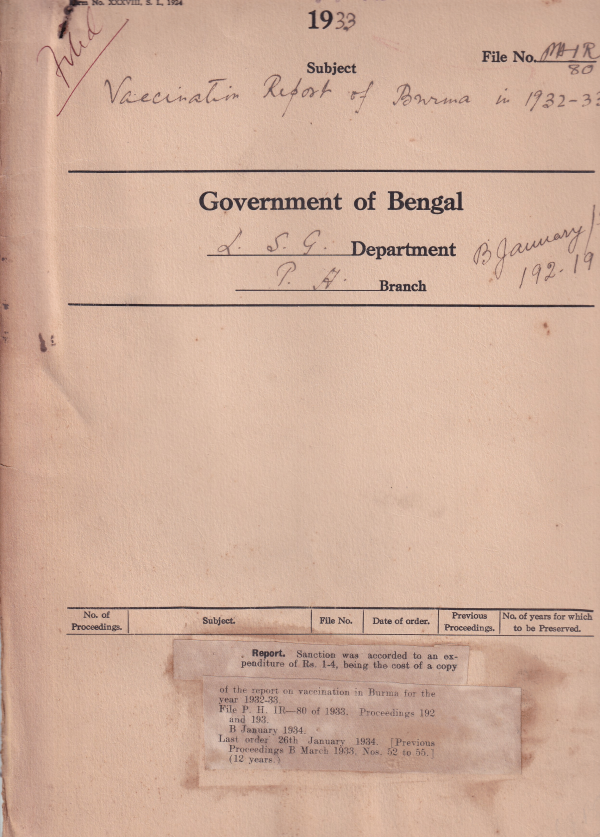 rm No. XXXVIII, S. L., 1924
1933
Filed
File No.
80
Subject
Vaccination Report of Burma in 1932-33
Government of Bengal
L. S. G. Department
B January/
192-19
P. H. Branch
No. of Proceedings. Subject. File No. Date of order. Previous Proceedings. No. of years for which to be Preserved.
Report. Sanction was accorded to an ex-
penditure of Rs. 1-4, being the cost of a copy
of the report on vaccination in Burma for the
year 1932-33.
File P. H. 1R—80 of 1933. Proceedings 192
and 193.
B January 1934.
Last order 26th January 1934. [Previous
Proceedings B March 1933, Nos. 52 to 55.]
(12 years.)